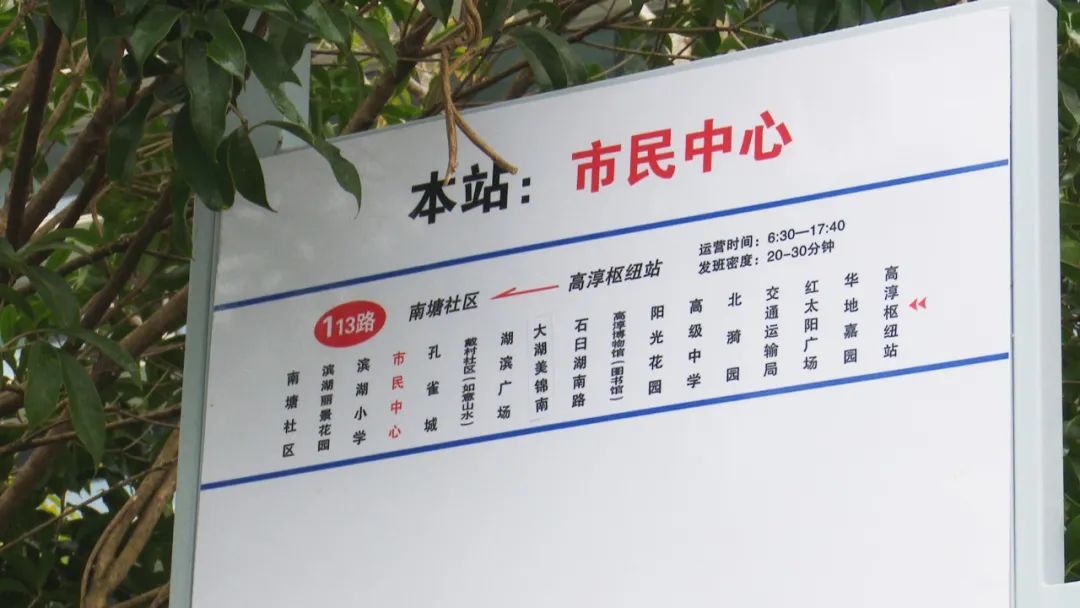 本站：市民中心
运营时间：6:30—17:40
发班密度：20-30分钟
113路 南塘社区 高淳枢纽站
南塘社区
滨湖丽景花园
滨湖小学
市民中心
孔雀城
戴村社区(如意山水)
湖滨广场
大湖美锦南
石臼湖南路
高淳博物馆(图书馆)
阳光花园
高级中学
北漪园
交通运输局
红太阳广场
华地嘉园
高淳枢纽站